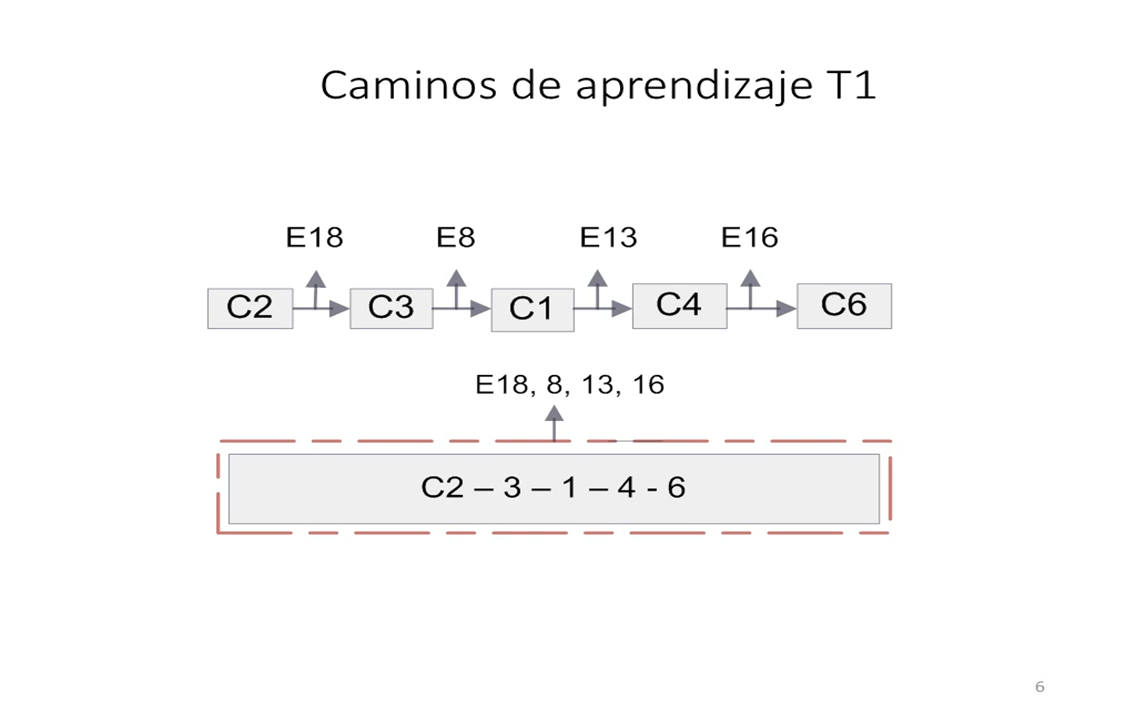 Caminos de aprendizaje T1
E18 E8 E13 E16
C2 C3 C1 C4 C6
E18, 8, 13, 16
C2 – 3 – 1 – 4 - 6
6